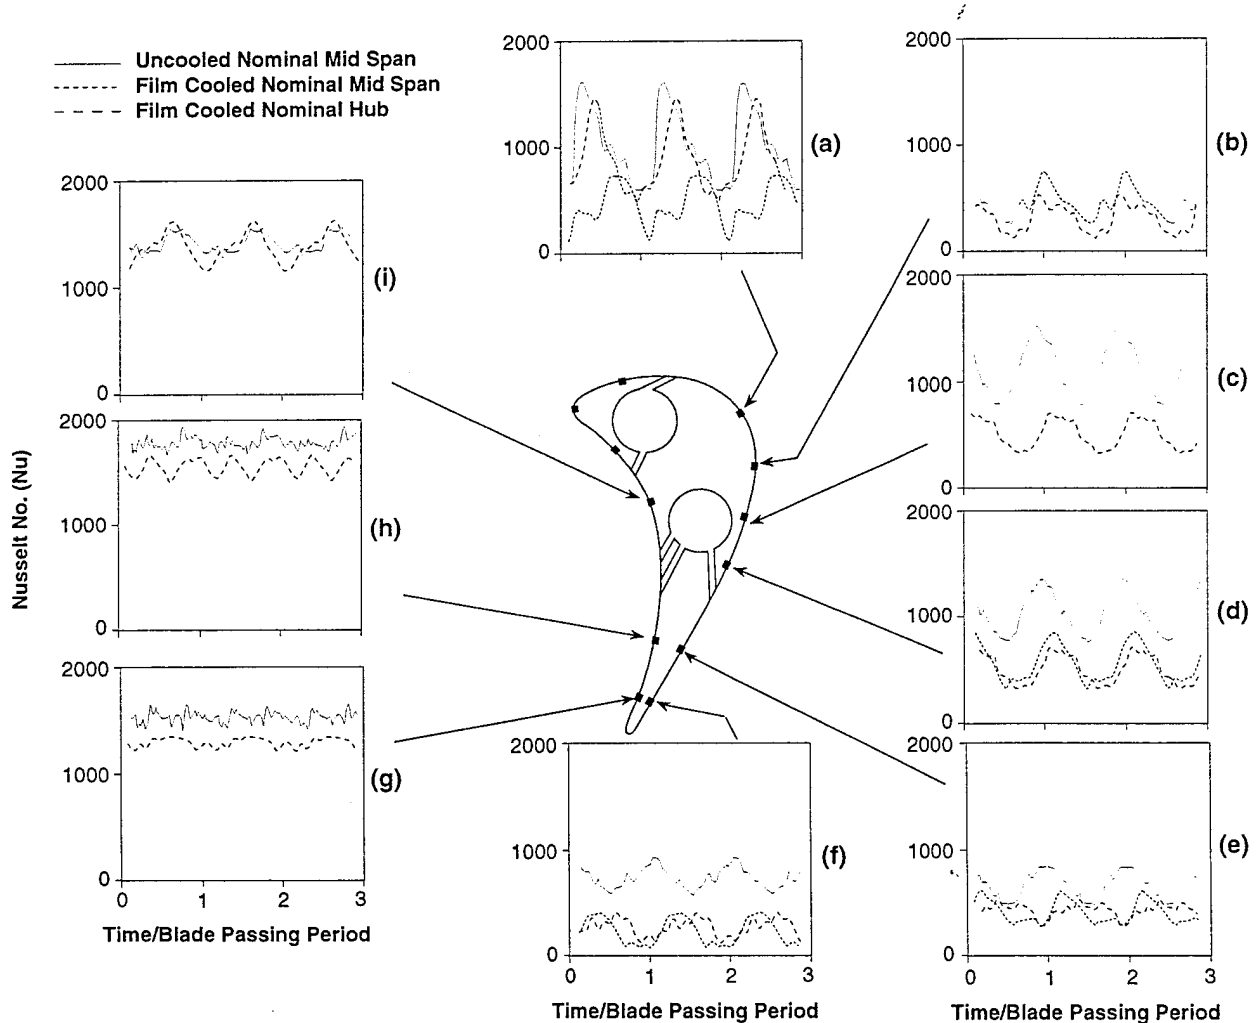 Uncooled Nominal Mid Span
Film Cooled Nominal Mid Span
Film Cooled Nominal Hub
2000
1000
0
(a)
2000
1000
0
(b)
2000
1000
0
(i)
2000
1000
0
(c)
Nusselt No. (Nu)
2000
1000
0
(h)
2000
1000
0
(d)
2000
1000
0
(g)
0 1 2 3
Time/Blade Passing Period
2000
1000
0
(f)
0 1 2 3
Time/Blade Passing Period
2000
1000
0
(e)
0 1 2 3
Time/Blade Passing Period